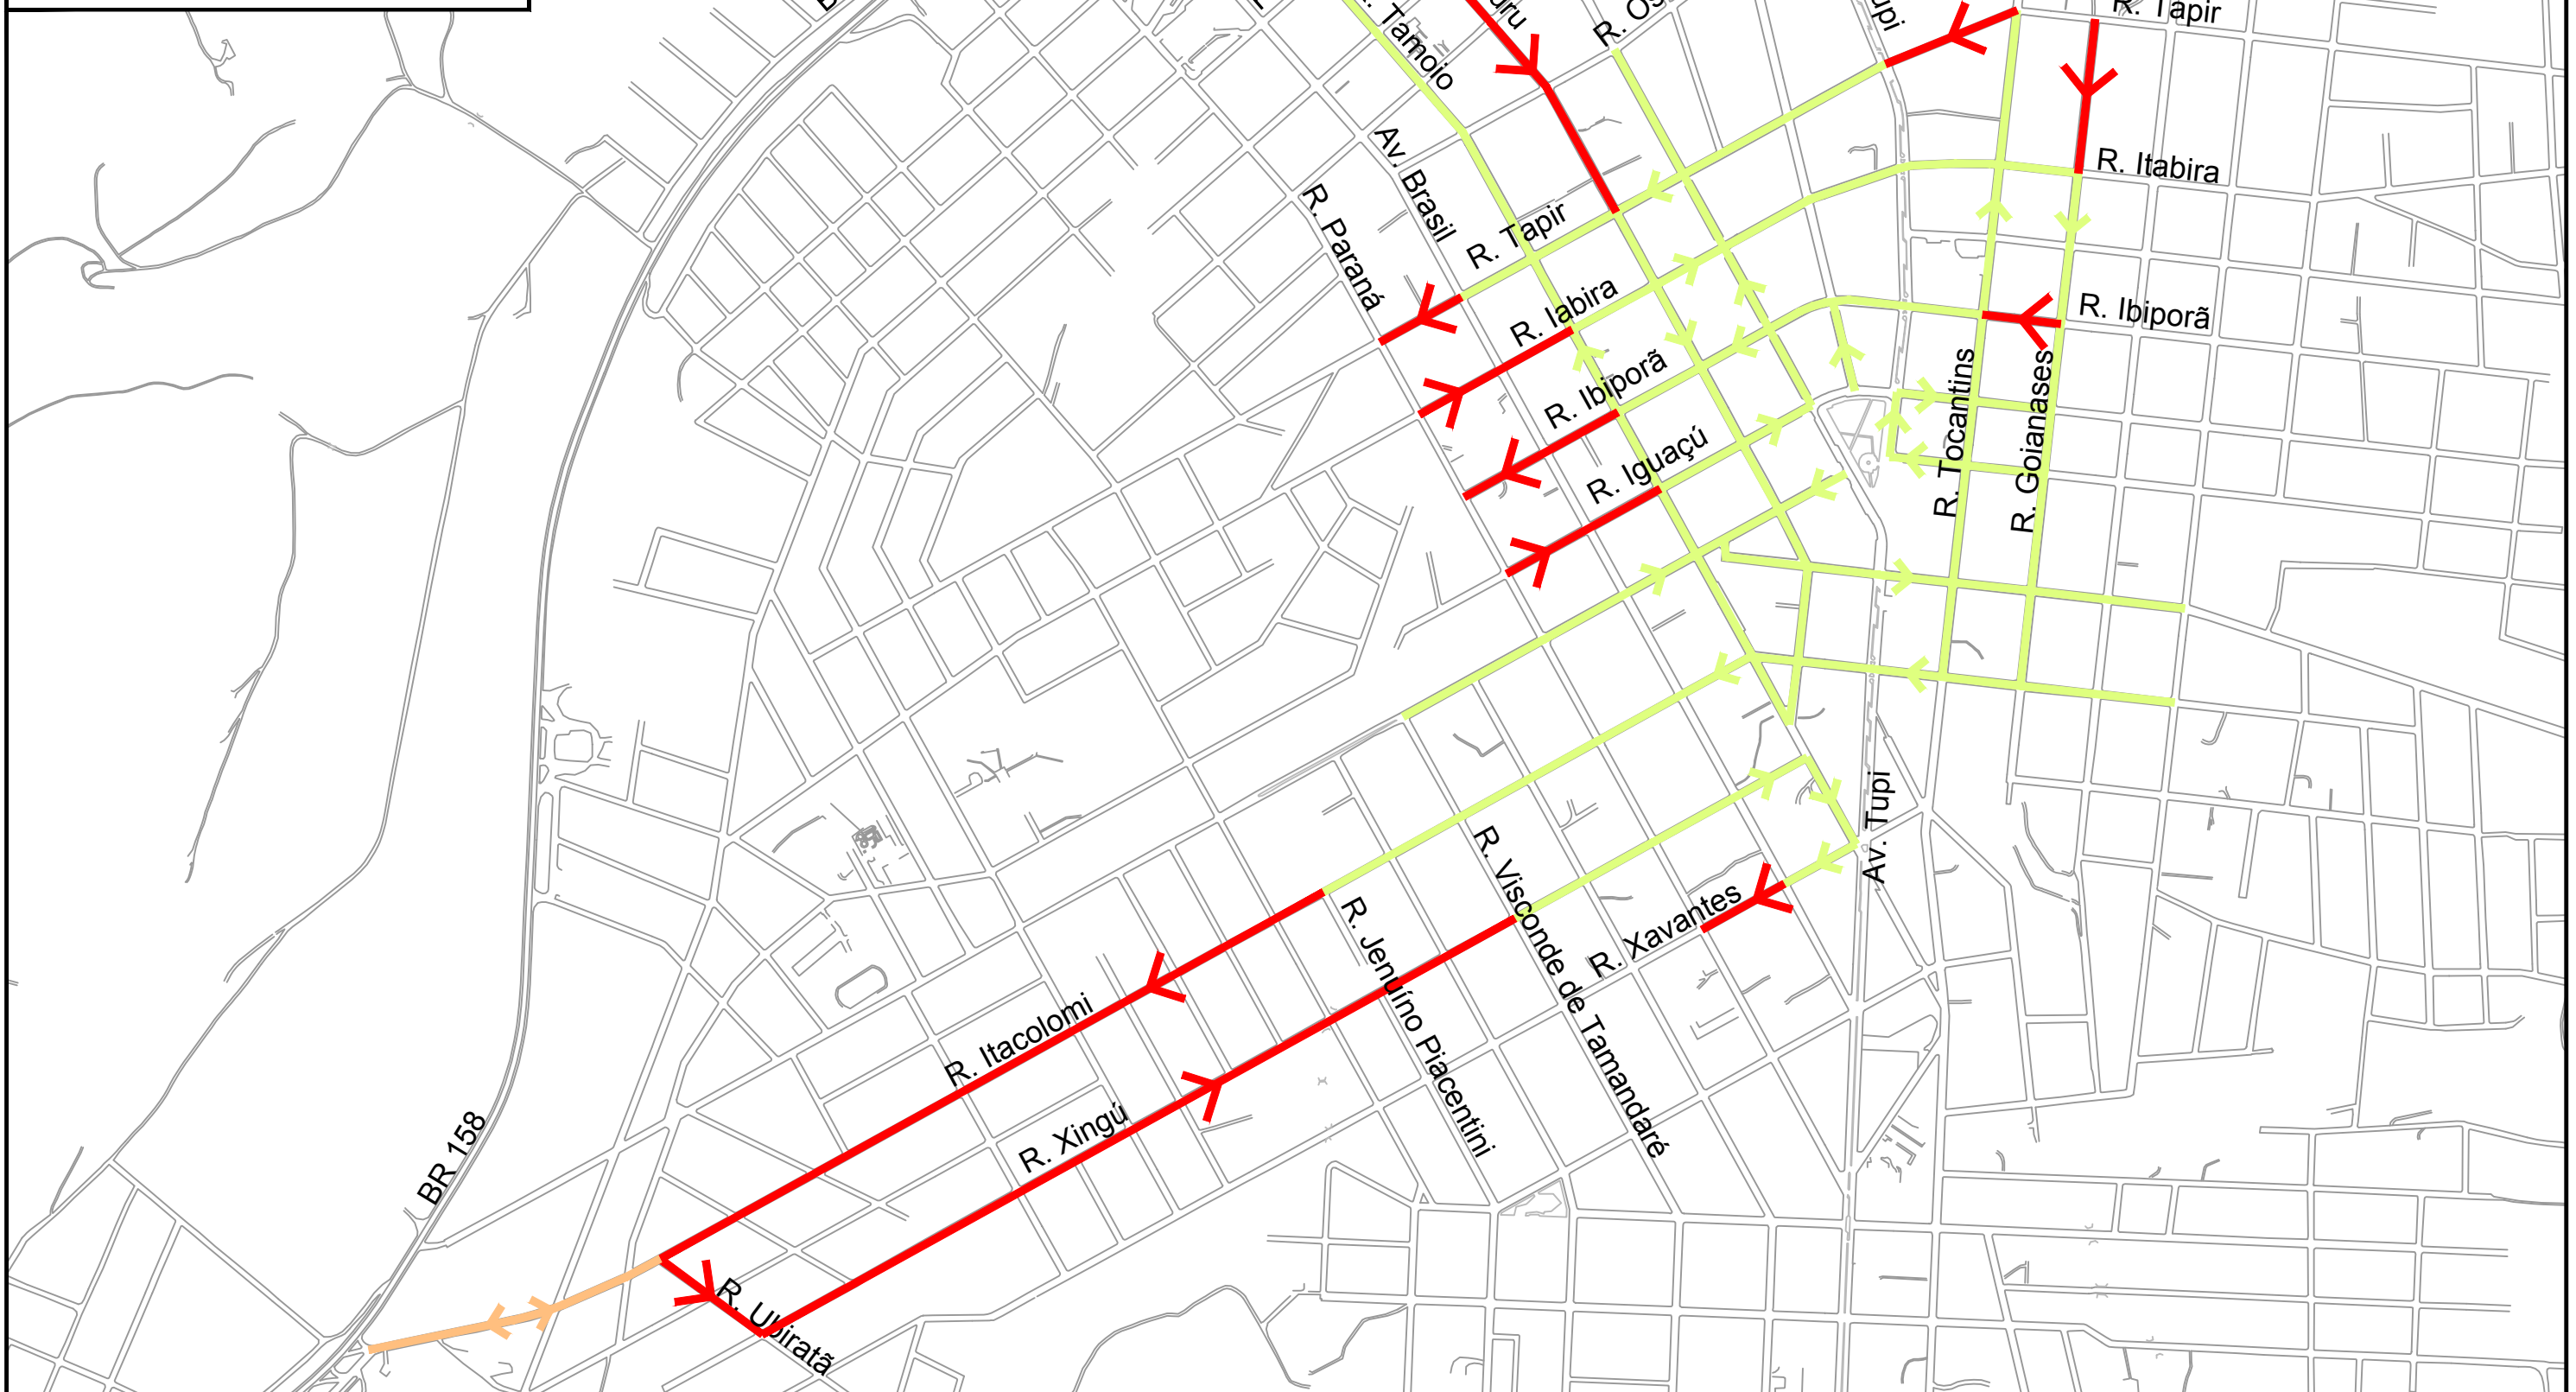 R. Tapir
R. Tamoio
R. Itabira
Av. Brasil
R. Paraná
R. Tapir
R. Iabira
R. Ibiporã
R. Ibiporã
R. Iguaçú
R. Tocantins
R. Goianases
Av. Tupi
R. Visconde de Tamandaré
R. Jenuíno Piacentini
R. Xavantes
R. Itacolomi
R. Xingú
BR 158
R. Ubiratã